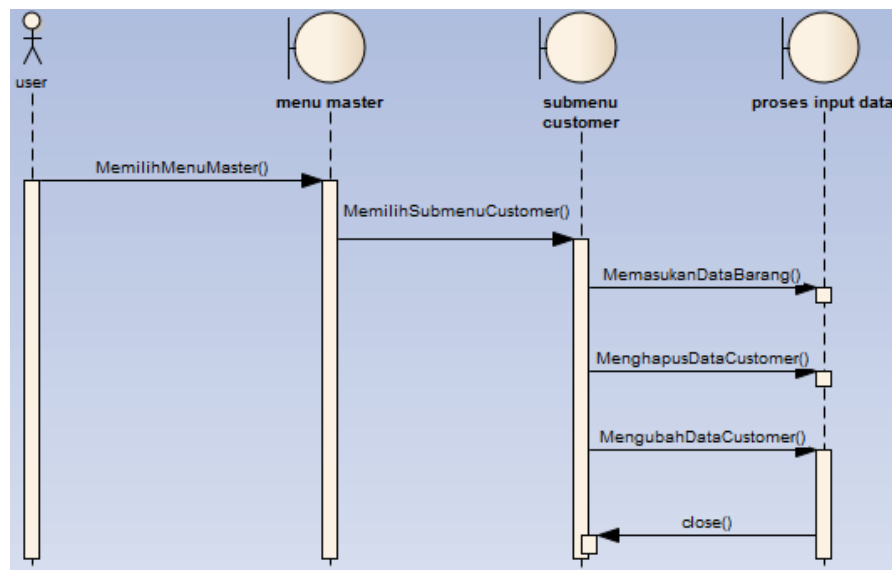 user
menu master
submenu
customer
proses input data
MemilihMenuMaster()
MemilihSubmenuCustomer()
MemasukanDataBarang()
MenghapusDataCustomer()
MengubahDataCustomer()
close()